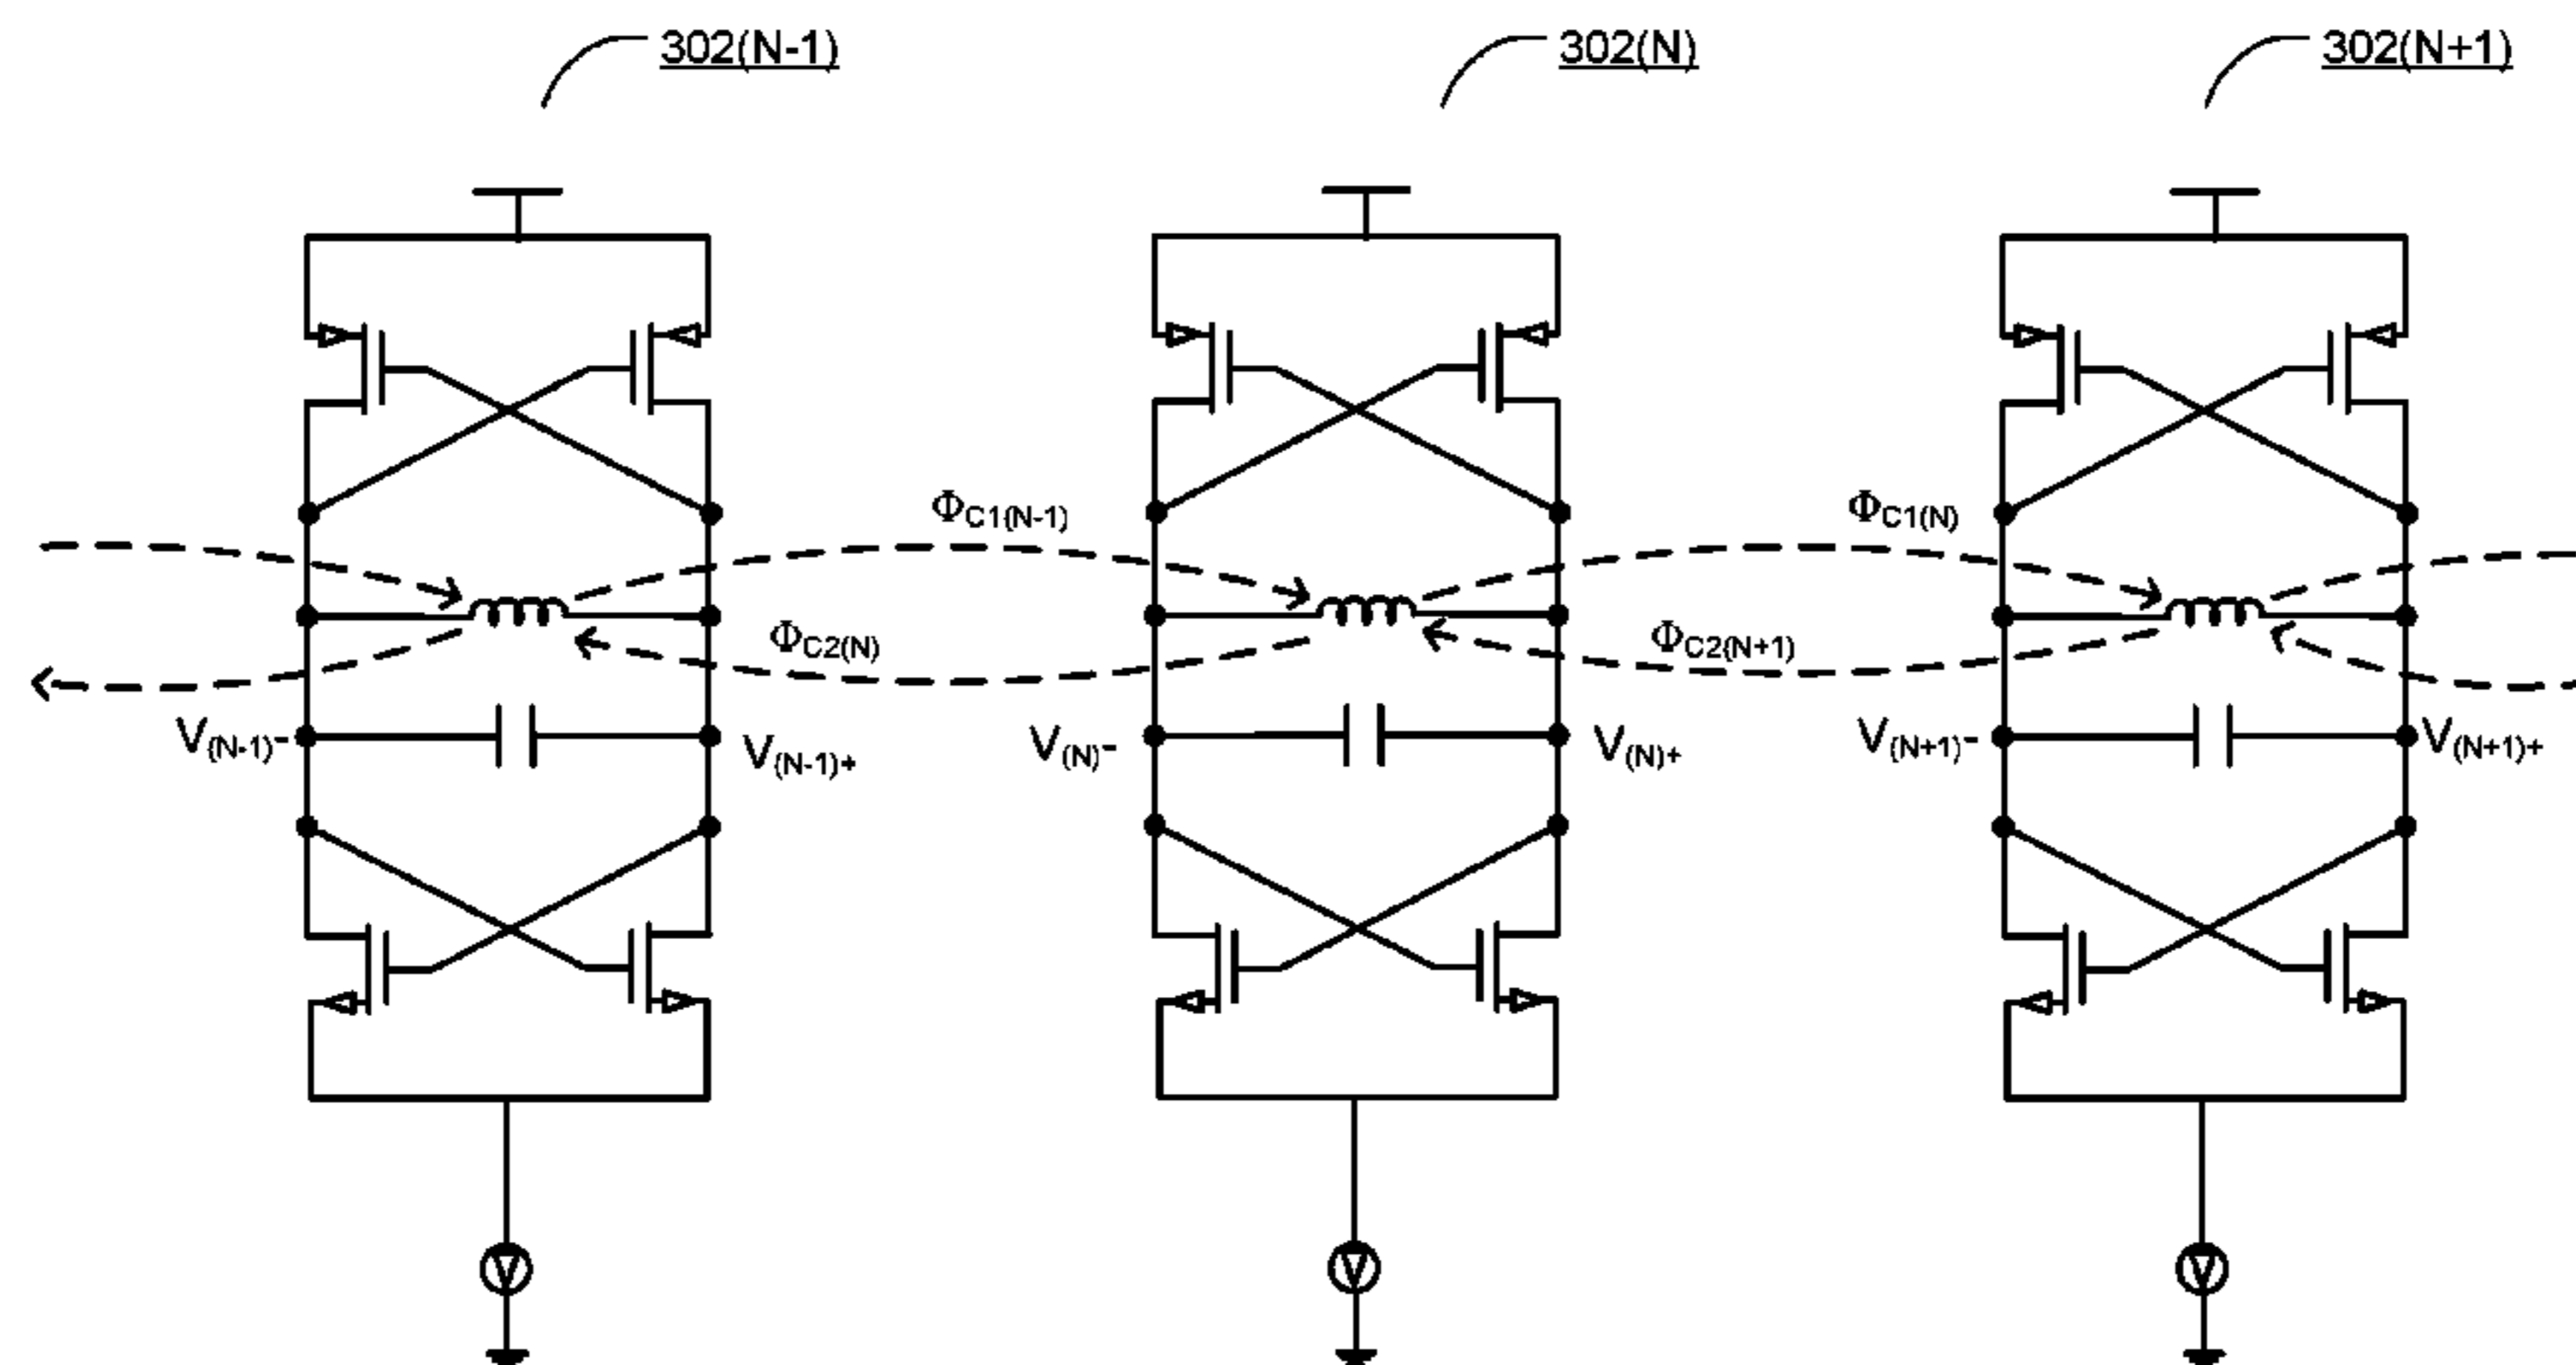 302(N-1)
302(N)
302(N+1)
ΦC1(N-1)
ΦC1(N)
ΦC2(N)
ΦC2(N+1)
V(N-1)-
V(N-1)+
V(N)-
V(N)+
V(N+1)-
V(N+1)+
V
V
V